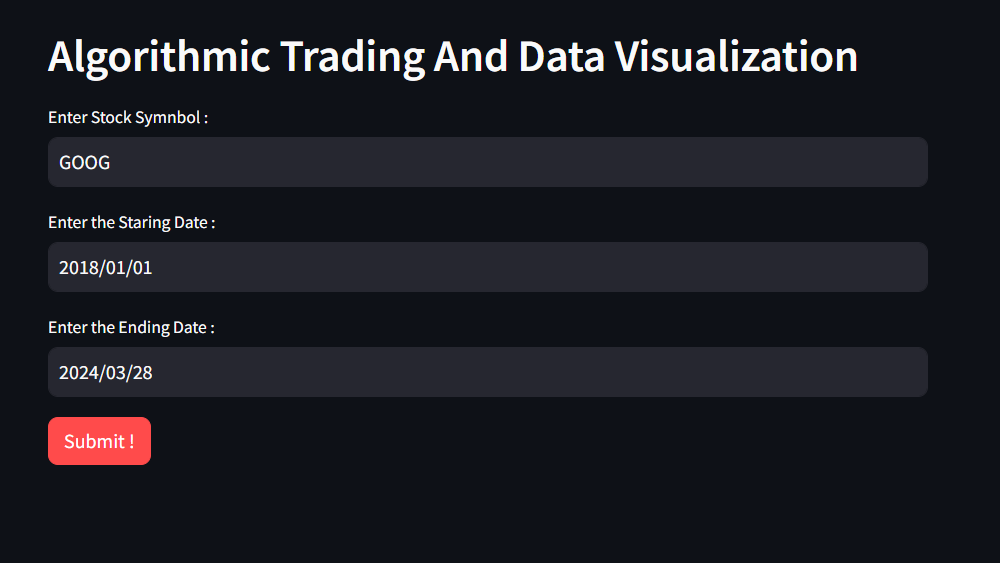 Algorithmic Trading And Data Visualization
Enter Stock Symnbol :
GOOG
Enter the Staring Date :
2018/01/01
Enter the Ending Date :
2024/03/28
Submit !